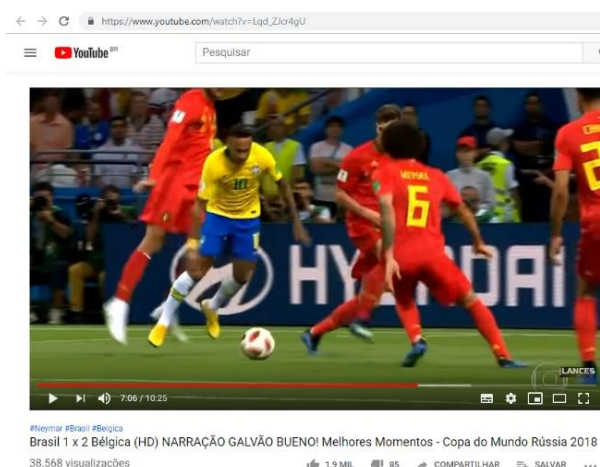 https://www.youtube.com/watch?v=Lqd_ZJcr4gU
YouTube BR
Pesquisar
10
WITSEL
6
2
HYUNDAI
LANCES
7:06 / 10:25
#Neymar #Brasil #Belgica
Brasil 1 x 2 Bélgica (HD) NARRAÇÃO GALVÃO BUENO! Melhores Momentos - Copa do Mundo Rússia 2018
38.568 visualizações
1,9 MIL 85 COMPARTILHAR SALVAR